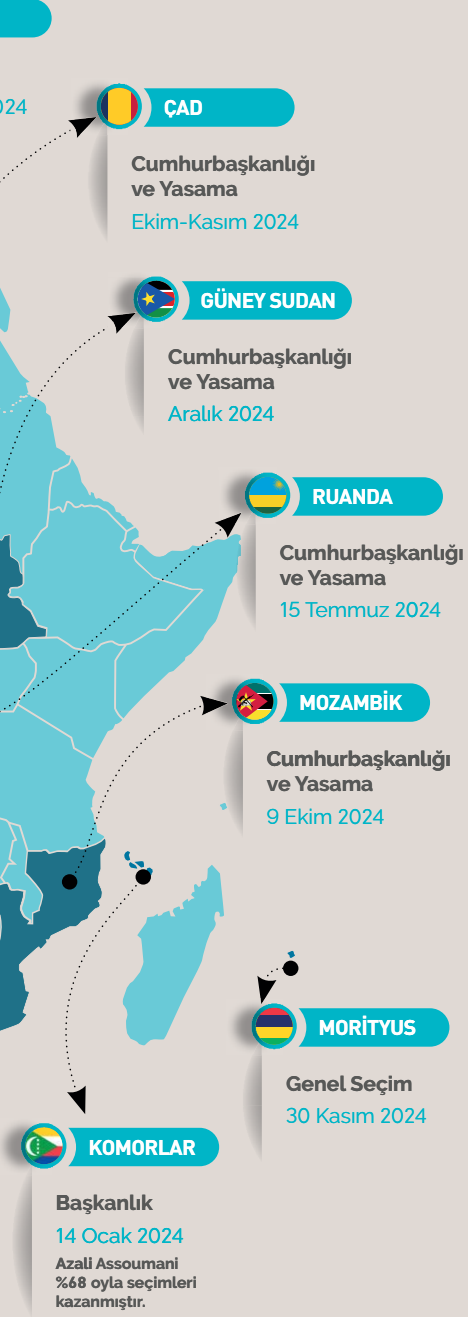 024
ÇAD
Cumhurbaşkanlığı
ve Yasama
Ekim-Kasım 2024
GÜNEY SUDAN
Cumhurbaşkanlığı
ve Yasama
Aralık 2024
RUANDA
Cumhurbaşkanlığı
ve Yasama
15 Temmuz 2024
MOZAMBİK
Cumhurbaşkanlığı
ve Yasama
9 Ekim 2024
MORİTYUS
Genel Seçim
30 Kasım 2024
KOMORLAR
Başkanlık
14 Ocak 2024
Azali Assoumani
%68 oyla seçimleri
kazanmıştır.